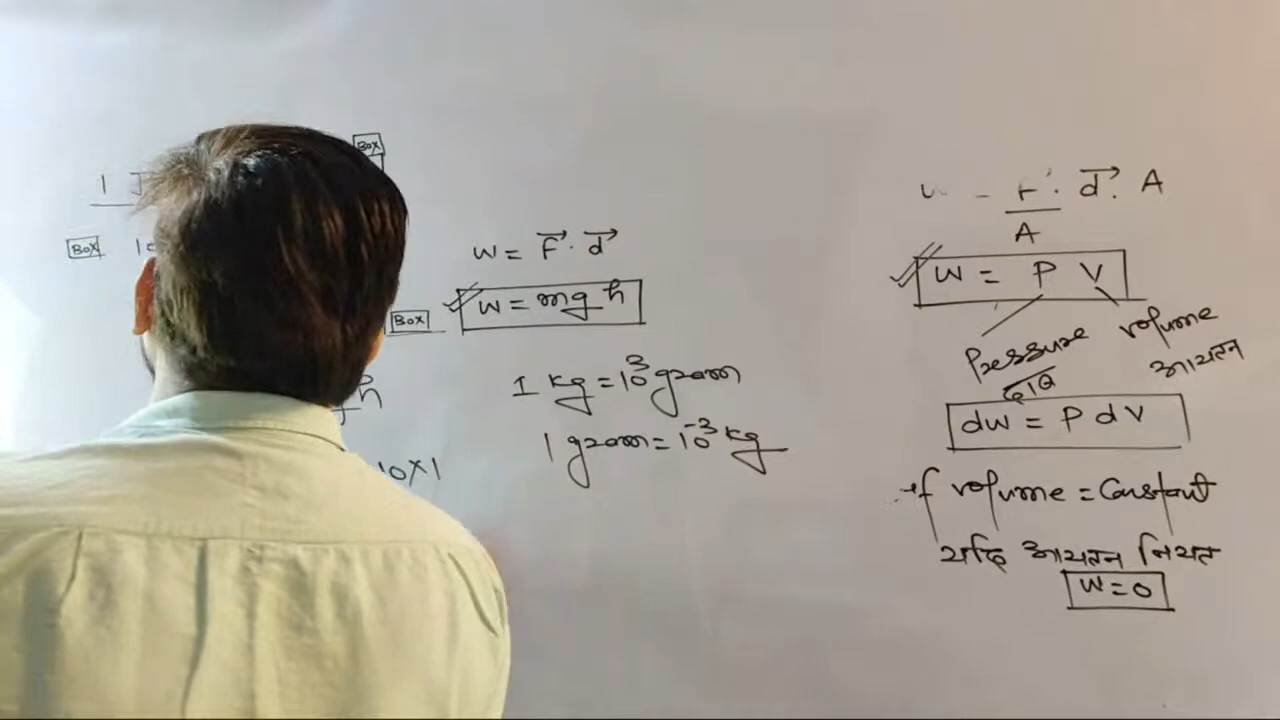 Box
1 J
Box 10
Box
h
10×1
W = F⃗ · d⃗
W = mgh
1 kg = 10³ gram
1 gram = 10⁻³ kg
F⃗ · d⃗ · A
A
W = P V
Pressure volume
दाब आयतन
dW = P dV
if volume = Constant
यदि आयतन नियत
W = 0